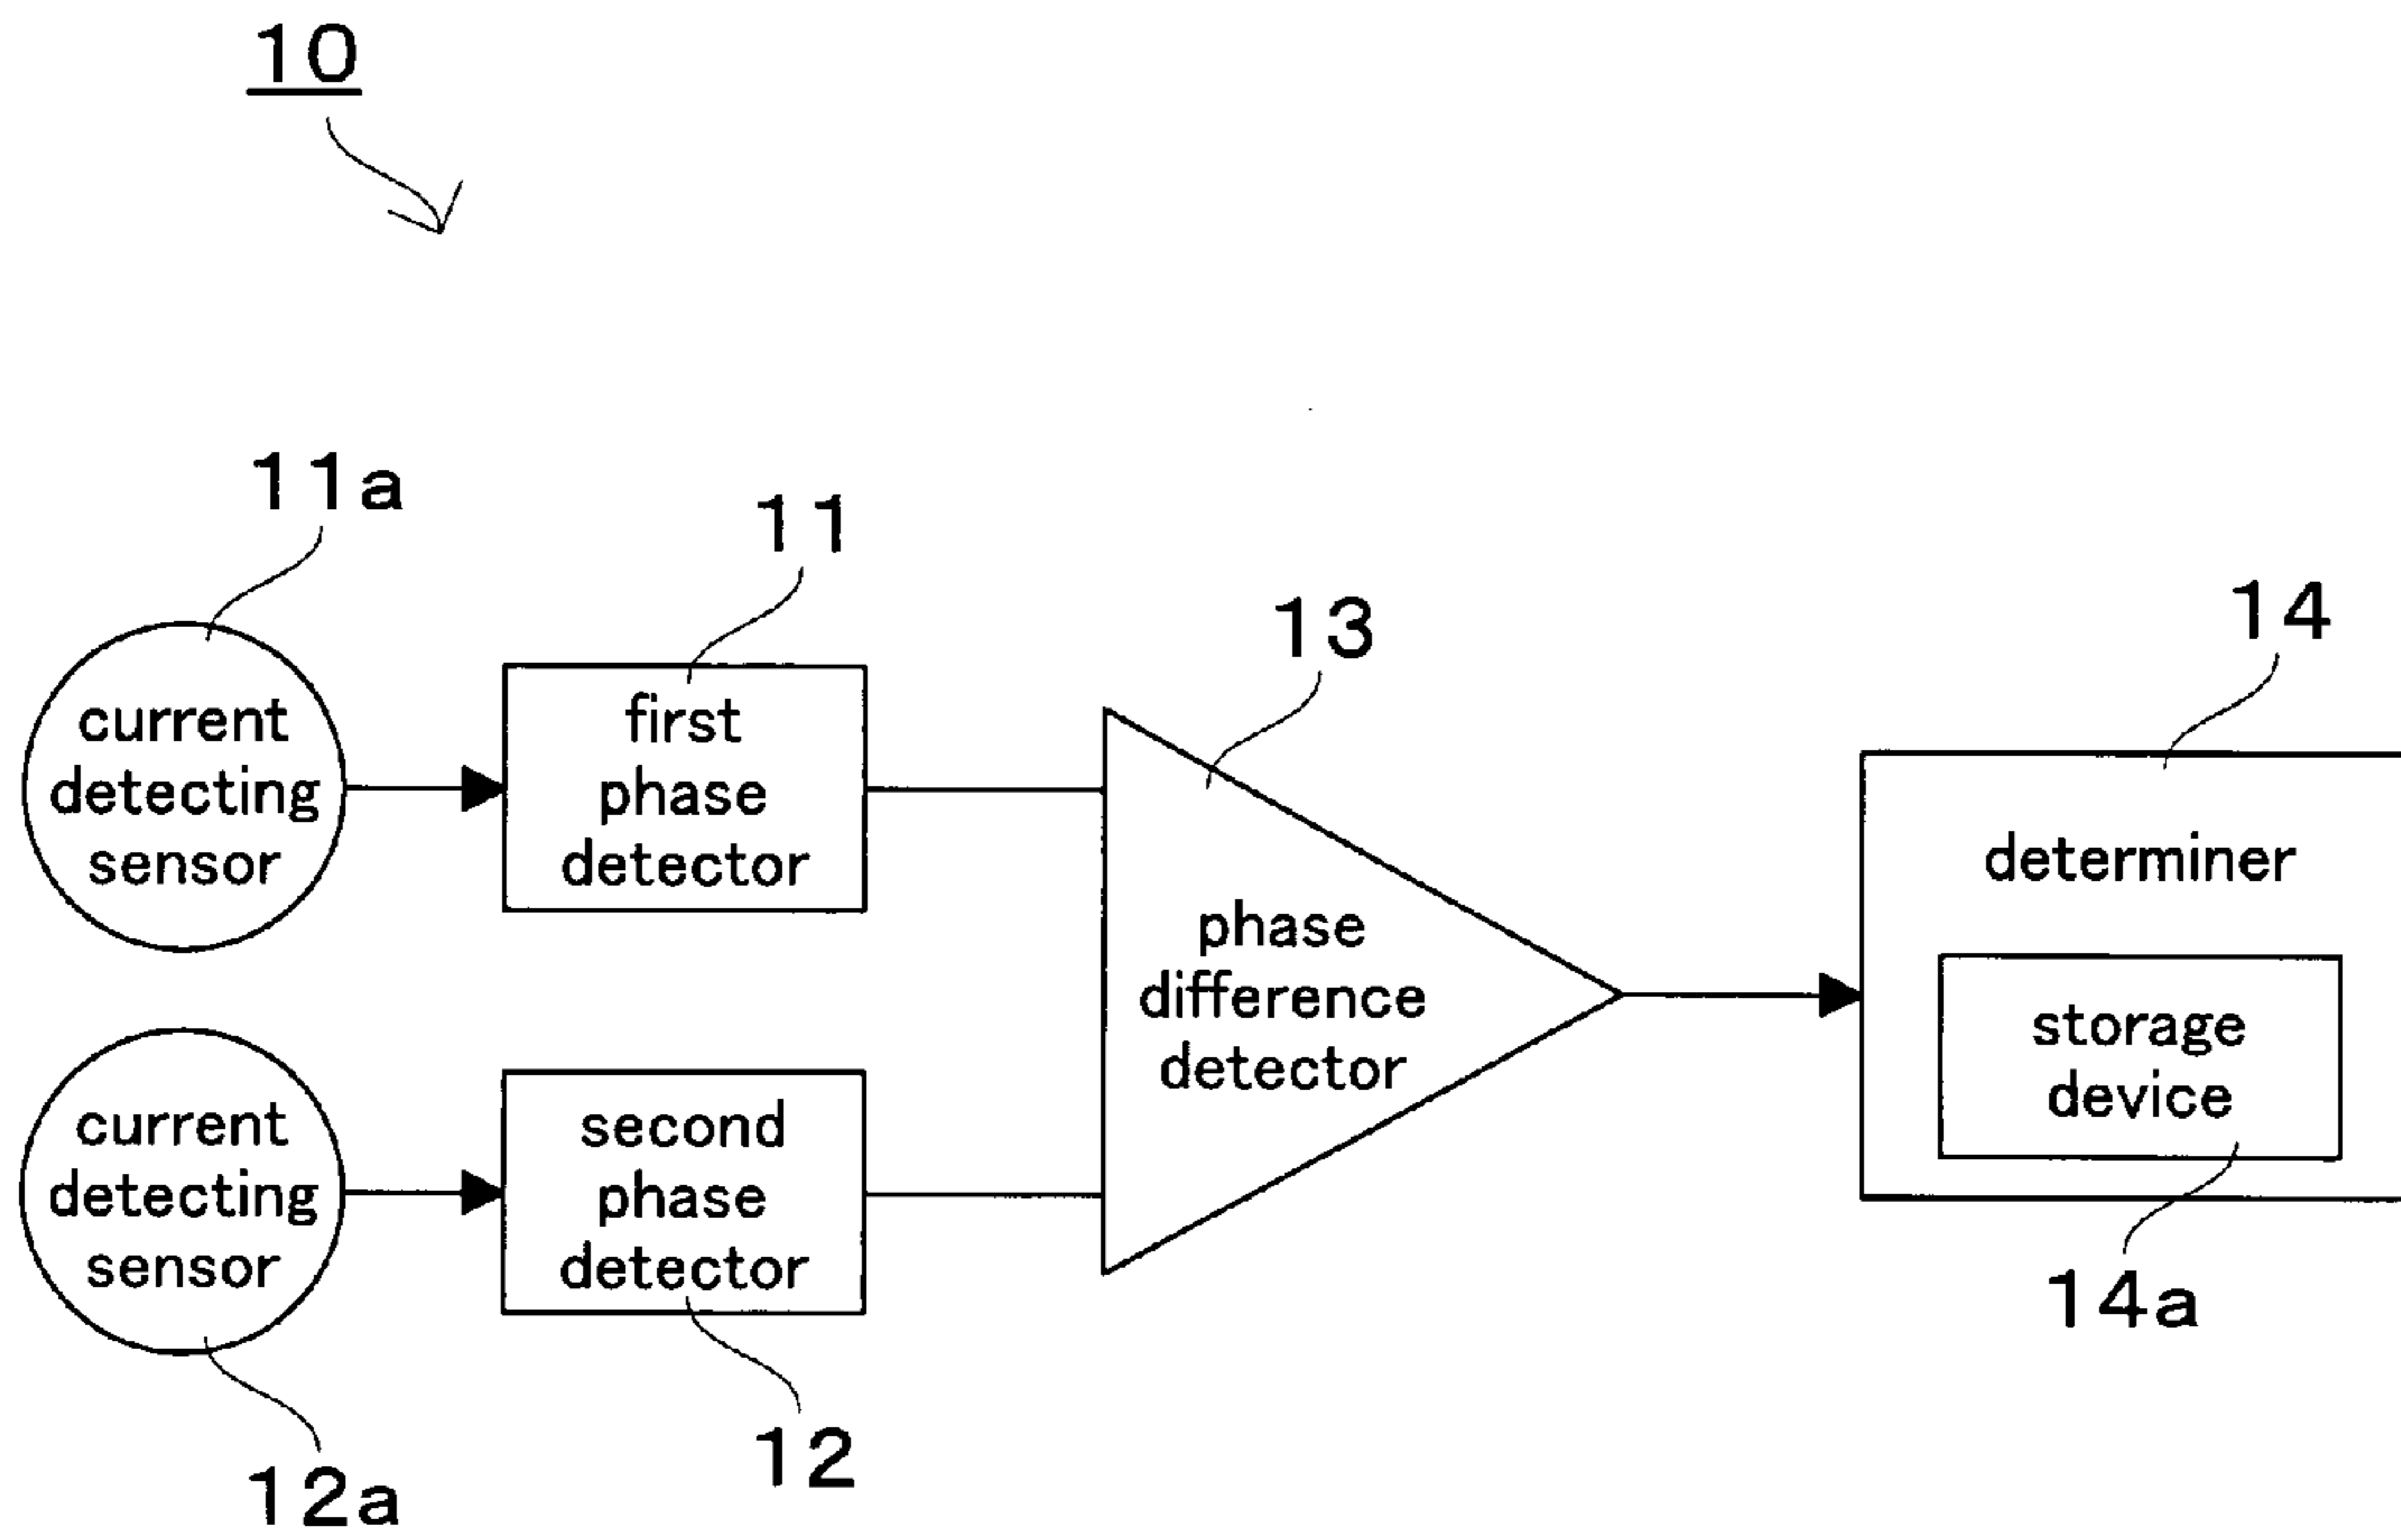 10
11a
11
13
14
current
detecting
sensor
first
phase
detector
phase
difference
detector
determiner
storage
device
14a
current
detecting
sensor
second
phase
detector
12a
12